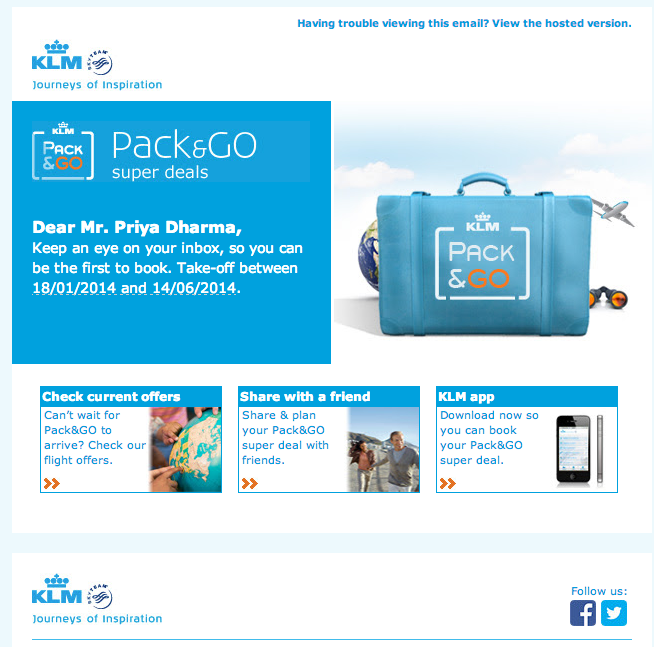 Having trouble viewing this email? View the hosted version.
KLM SKYTEAM
Journeys of Inspiration
KLM
PACK
&GO
Pack&GO
super deals
Dear Mr. Priya Dharma,
Keep an eye on your inbox, so you can
be the first to book. Take-off between
18/01/2014 and 14/06/2014.
KLM
PACK
&GO
Check current offers
Can't wait for
Pack&GO to
arrive? Check our
flight offers.
Share with a friend
Share & plan
your Pack&GO
super deal with
friends.
KLM app
Download now so
you can book
your Pack&GO
super deal.
KLM SKYTEAM
Journeys of Inspiration
Follow us: